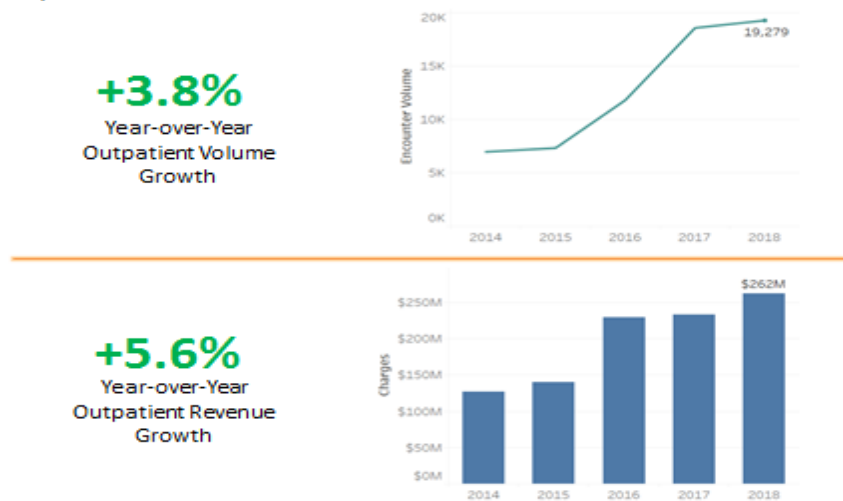 +3.8%
Year-over-Year
Outpatient Volume
Growth
20K
15K
10K
5K
0K
Encounter Volume
19,279
2014 2015 2016 2017 2018
+5.6%
Year-over-Year
Outpatient Revenue
Growth
$250M
$200M
$150M
$100M
$50M
$0M
Charges
$262M
2014 2015 2016 2017 2018